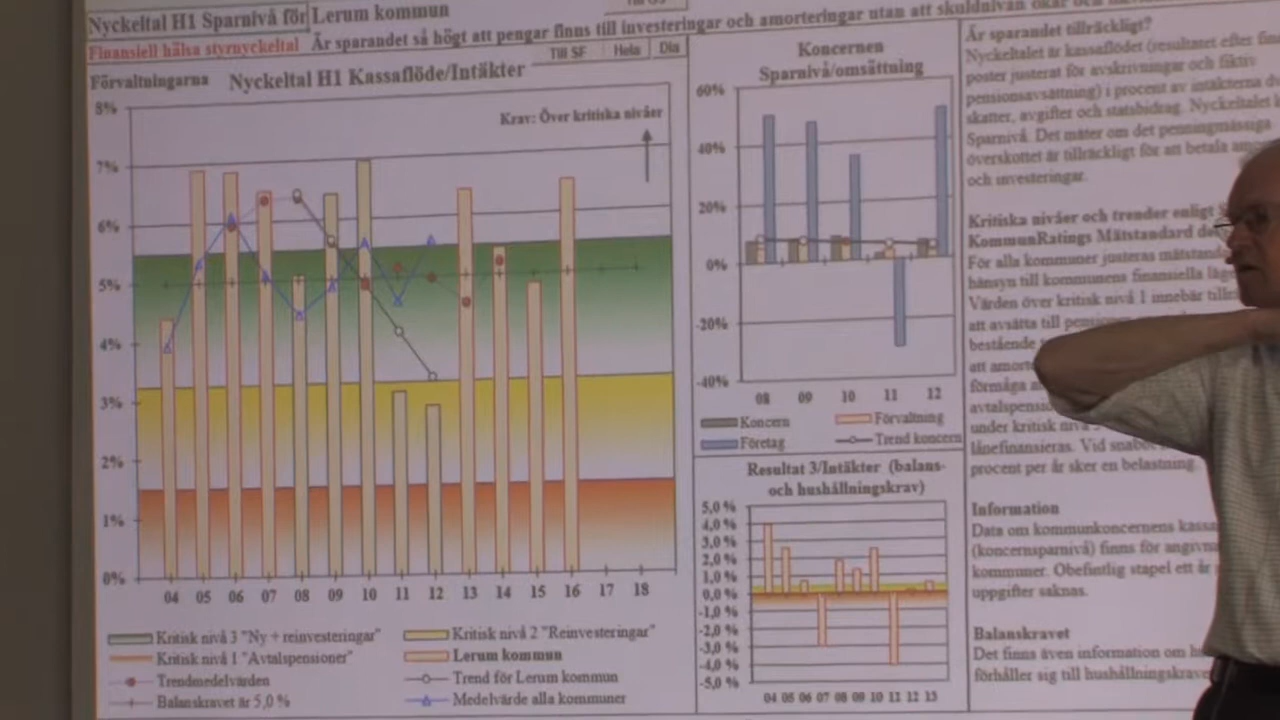 Nyckeltal H1 Sparnivå för Lerum kommun
Finansiell hälsa styrnyckeltal Är sparandet så högt att pengar finns till investeringar och amorteringar utan att skuldnivån ökar och
Till SF Hela Dia
Förvaltningarna Nyckeltal H1 Kassaflöde/Intäkter
Krav: Över kritiska nivåer
8%
7%
6%
5%
4%
3%
2%
1%
0%
04 05 06 07 08 09 10 11 12 13 14 15 16 17 18
Kritisk nivå 3 "Ny + reinvesteringar"
Kritisk nivå 2 "Reinvesteringar"
Kritisk nivå 1 "Avtalspensioner"
Lerum kommun
Trendmedelvärden
Trend för Lerum kommun
Balanskravet är 5,0 %
Medelvärde alla kommuner
Koncernen
Sparnivå/omsättning
60%
40%
20%
0%
-20%
-40%
08 09 10 11 12
Koncern
Förvaltning
Företag
Trend koncern
Resultat 3/Intäkter (balans-
och hushållningskrav)
5,0 %
4,0 %
3,0 %
2,0 %
1,0 %
0,0 %
-1,0 %
-2,0 %
-3,0 %
-4,0 %
-5,0 %
04 05 06 07 08 09 10 11 12 13
Är sparandet tillräckligt?
Nyckeltalet är kassaflödet (resultatet efter
poster justerat för avskrivningar och fiktiv
pensionsavsättning) i procent av intäkterna
skatter, avgifter och statsbidrag. Nyckeltalet
Sparnivå. Det mäter om det penningmässiga
överskottet är tillräckligt för att betala
och investeringar.
Kritiska nivåer och trender enligt
KommunRatings Mätstandard
För alla kommuner justeras
hänsyn till kommunens finansiella
Värden över kritisk nivå 1 innebär
att avsätta till
bestående
att
förmåga
under kritisk nivå
lånefinansieras. Vid
procent per år sker en belastning.
Information
Data om kommunkoncernens
(koncernsparnivå) finns för
kommuner. Obefintlig stapel ett år
uppgifter saknas.
Balanskravet
Det finns även information om
förhåller sig till